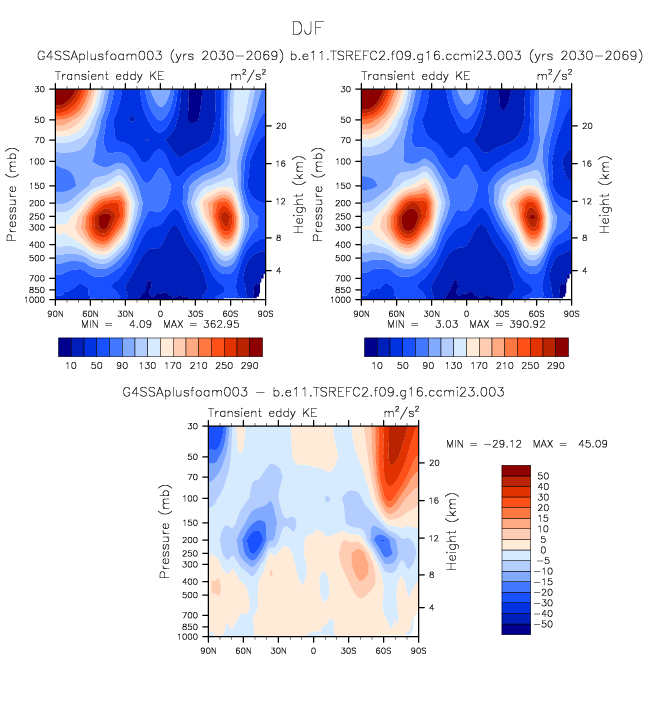 DJF
G4SSAplusfoam003 (yrs 2030−2069) b.e11.TSREFC2.f09.g16.ccmi23.003 (yrs 2030−2069)
Transient eddy KE m²/s² Transient eddy KE m²/s²
Pressure (mb) Height (km) Pressure (mb) Height (km)
30 50 70 100 150 200 250 300 400 500 700 850 1000
20 16 12 8 4
30 50 70 100 150 200 250 300 400 500 700 850 1000
20 16 12 8 4
90N 60N 30N 0 30S 60S 90S 90N 60N 30N 0 30S 60S 90S
MIN = 4.09 MAX = 362.95 MIN = 3.03 MAX = 390.92
10 50 90 130 170 210 250 290 10 50 90 130 170 210 250 290
G4SSAplusfoam003 − b.e11.TSREFC2.f09.g16.ccmi23.003
Transient eddy KE m²/s²
MIN = −29.12 MAX = 45.09
Pressure (mb) Height (km)
30 50 70 100 150 200 250 300 400 500 700 850 1000
20 16 12 8 4
90N 60N 30N 0 30S 60S 90S
50
40
30
20
15
10
5
0
−5
−10
−15
−20
−30
−40
−50